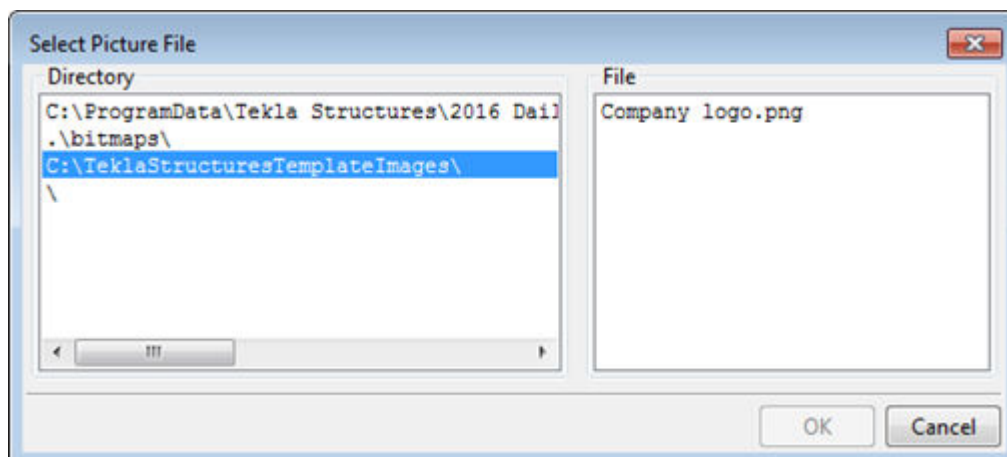 Select Picture File
Directory
C:\ProgramData\Tekla Structures\2016 Dail
.\bitmaps\
C:\TeklaStructuresTemplateImages\
\
File
Company logo.png
OK
Cancel